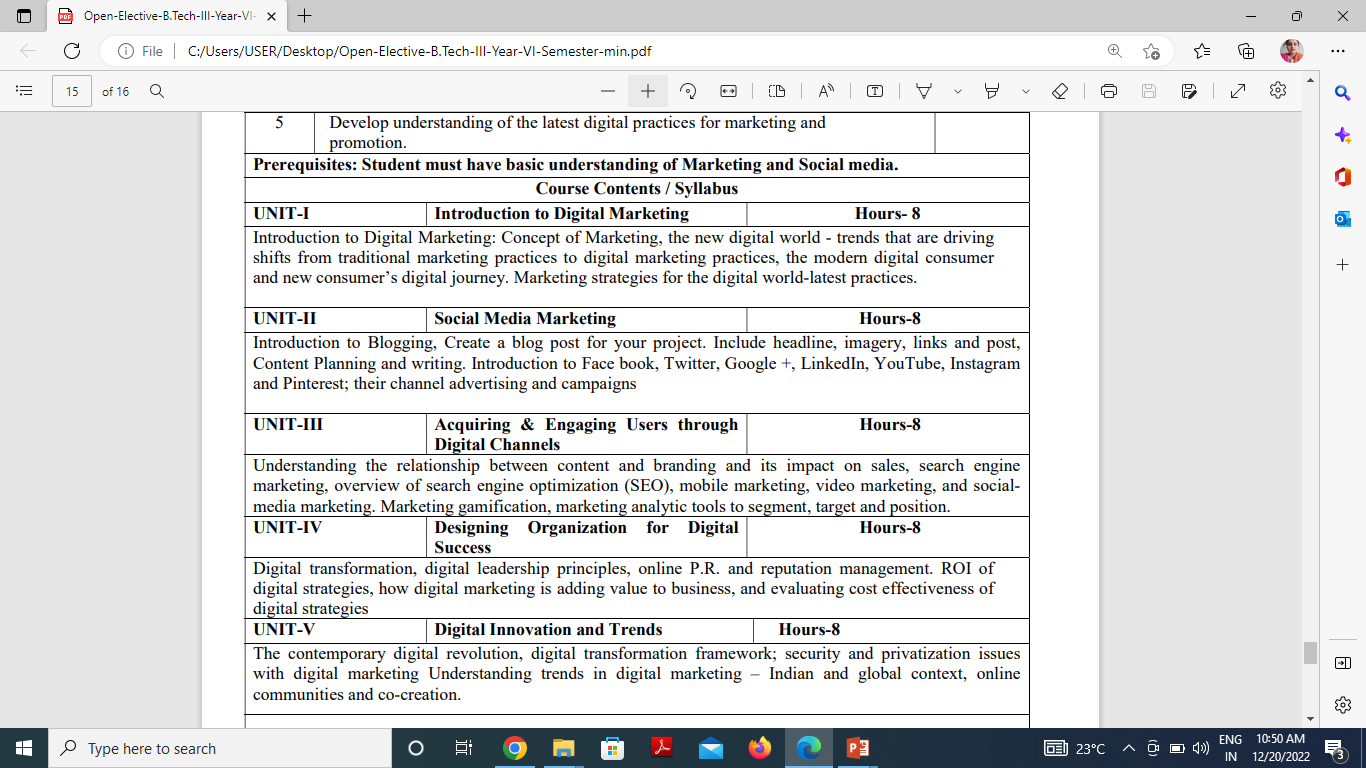 Open-Elective-B.Tech-III-Year-VI-
File C:/Users/USER/Desktop/Open-Elective-B.Tech-III-Year-VI-Semester-min.pdf
15 of 16
5 Develop understanding of the latest digital practices for marketing and
promotion.
Prerequisites: Student must have basic understanding of Marketing and Social media.
Course Contents / Syllabus
UNIT-I Introduction to Digital Marketing Hours- 8
Introduction to Digital Marketing: Concept of Marketing, the new digital world - trends that are driving
shifts from traditional marketing practices to digital marketing practices, the modern digital consumer
and new consumer's digital journey. Marketing strategies for the digital world-latest practices.
UNIT-II Social Media Marketing Hours-8
Introduction to Blogging, Create a blog post for your project. Include headline, imagery, links and post,
Content Planning and writing. Introduction to Face book, Twitter, Google +, LinkedIn, YouTube, Instagram
and Pinterest; their channel advertising and campaigns
UNIT-III Acquiring & Engaging Users through Hours-8
Digital Channels
Understanding the relationship between content and branding and its impact on sales, search engine
marketing, overview of search engine optimization (SEO), mobile marketing, video marketing, and social-
media marketing. Marketing gamification, marketing analytic tools to segment, target and position.
UNIT-IV Designing Organization for Digital Hours-8
Success
Digital transformation, digital leadership principles, online P.R. and reputation management. ROI of
digital strategies, how digital marketing is adding value to business, and evaluating cost effectiveness of
digital strategies
UNIT-V Digital Innovation and Trends Hours-8
The contemporary digital revolution, digital transformation framework; security and privatization issues
with digital marketing Understanding trends in digital marketing – Indian and global context, online
communities and co-creation.
Type here to search
23°C
ENG 10:50 AM
IN 12/20/2022
3